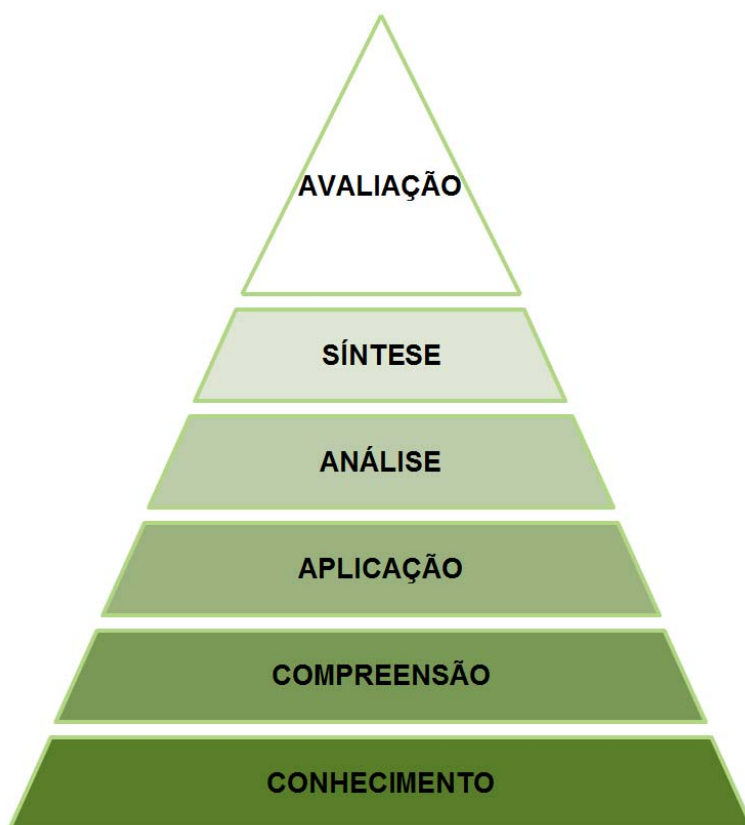 AVALIAÇÃO
SÍNTESE
ANÁLISE
APLICAÇÃO
COMPREENSÃO
CONHECIMENTO